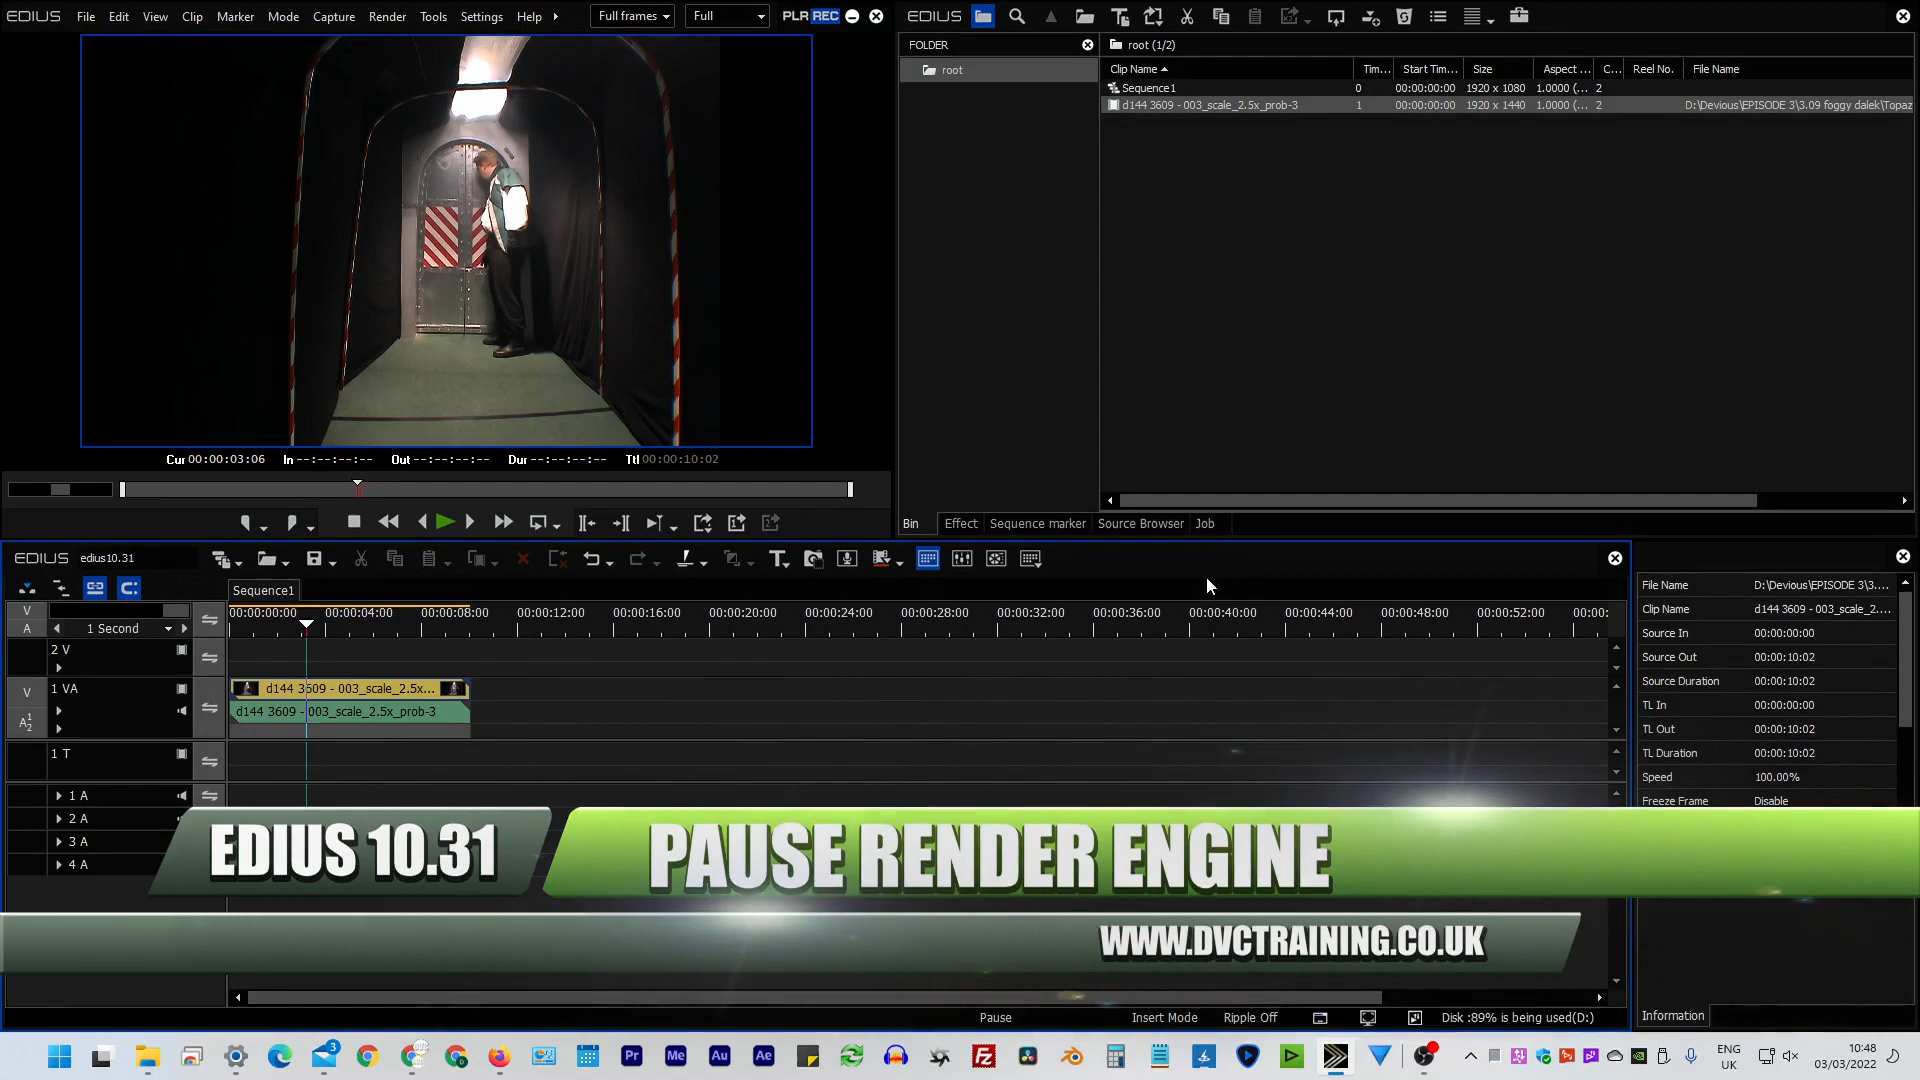 EDIUS File Edit View Clip Marker Mode Capture Render Tools Settings Help Full frames Full PLR REC
EDIUS
FOLDER
root
root (1/2)
Clip Name Tim... Start Tim... Size Aspect ... C... Reel No. File Name
Sequence1 0 00:00:00:00 1920 x 1080 1.0000 (... 2
d144 3609 - 003_scale_2.5x_prob-3 1 00:00:00:00 1920 x 1440 1.0000 (... 2 D:\Devious\EPISODE 3\3.09 foggy dalek\Topaz
Cur 00:00:03:06 In --:--:--:-- Out --:--:--:-- Dur --:--:--:-- Ttl 00:00:10:02
Bin Effect Sequence marker Source Browser Job
EDIUS edius10.31
Sequence1
V
A
1 Second
00:00:00:00 00:00:04:00 00:00:08:00 00:00:12:00 00:00:16:00 00:00:20:00 00:00:24:00 00:00:28:00 00:00:32:00 00:00:36:00 00:00:40:00 00:00:44:00 00:00:48:00 00:00:52:00 00:00:
2 V
V 1 VA
A 1 2
d144 3609 - 003_scale_2.5x...
d144 3609 - 003_scale_2.5x_prob-3
1 T
1 A
2 A
3 A
4 A
File Name D:\Devious\EPISODE 3\3....
Clip Name d144 3609 - 003_scale_2....
Source In 00:00:00:00
Source Out 00:00:10:02
Source Duration 00:00:10:02
TL In 00:00:00:00
TL Out 00:00:10:02
TL Duration 00:00:10:02
Speed 100.00%
Freeze Frame Disable
EDIUS 10.31
PAUSE RENDER ENGINE
WWW.DVCTRAINING.CO.UK
Pause Insert Mode Ripple Off Disk :89% is being used(D:)
Information
3 Pr Me Au Ae FZ
ENG
UK
10:48
03/03/2022